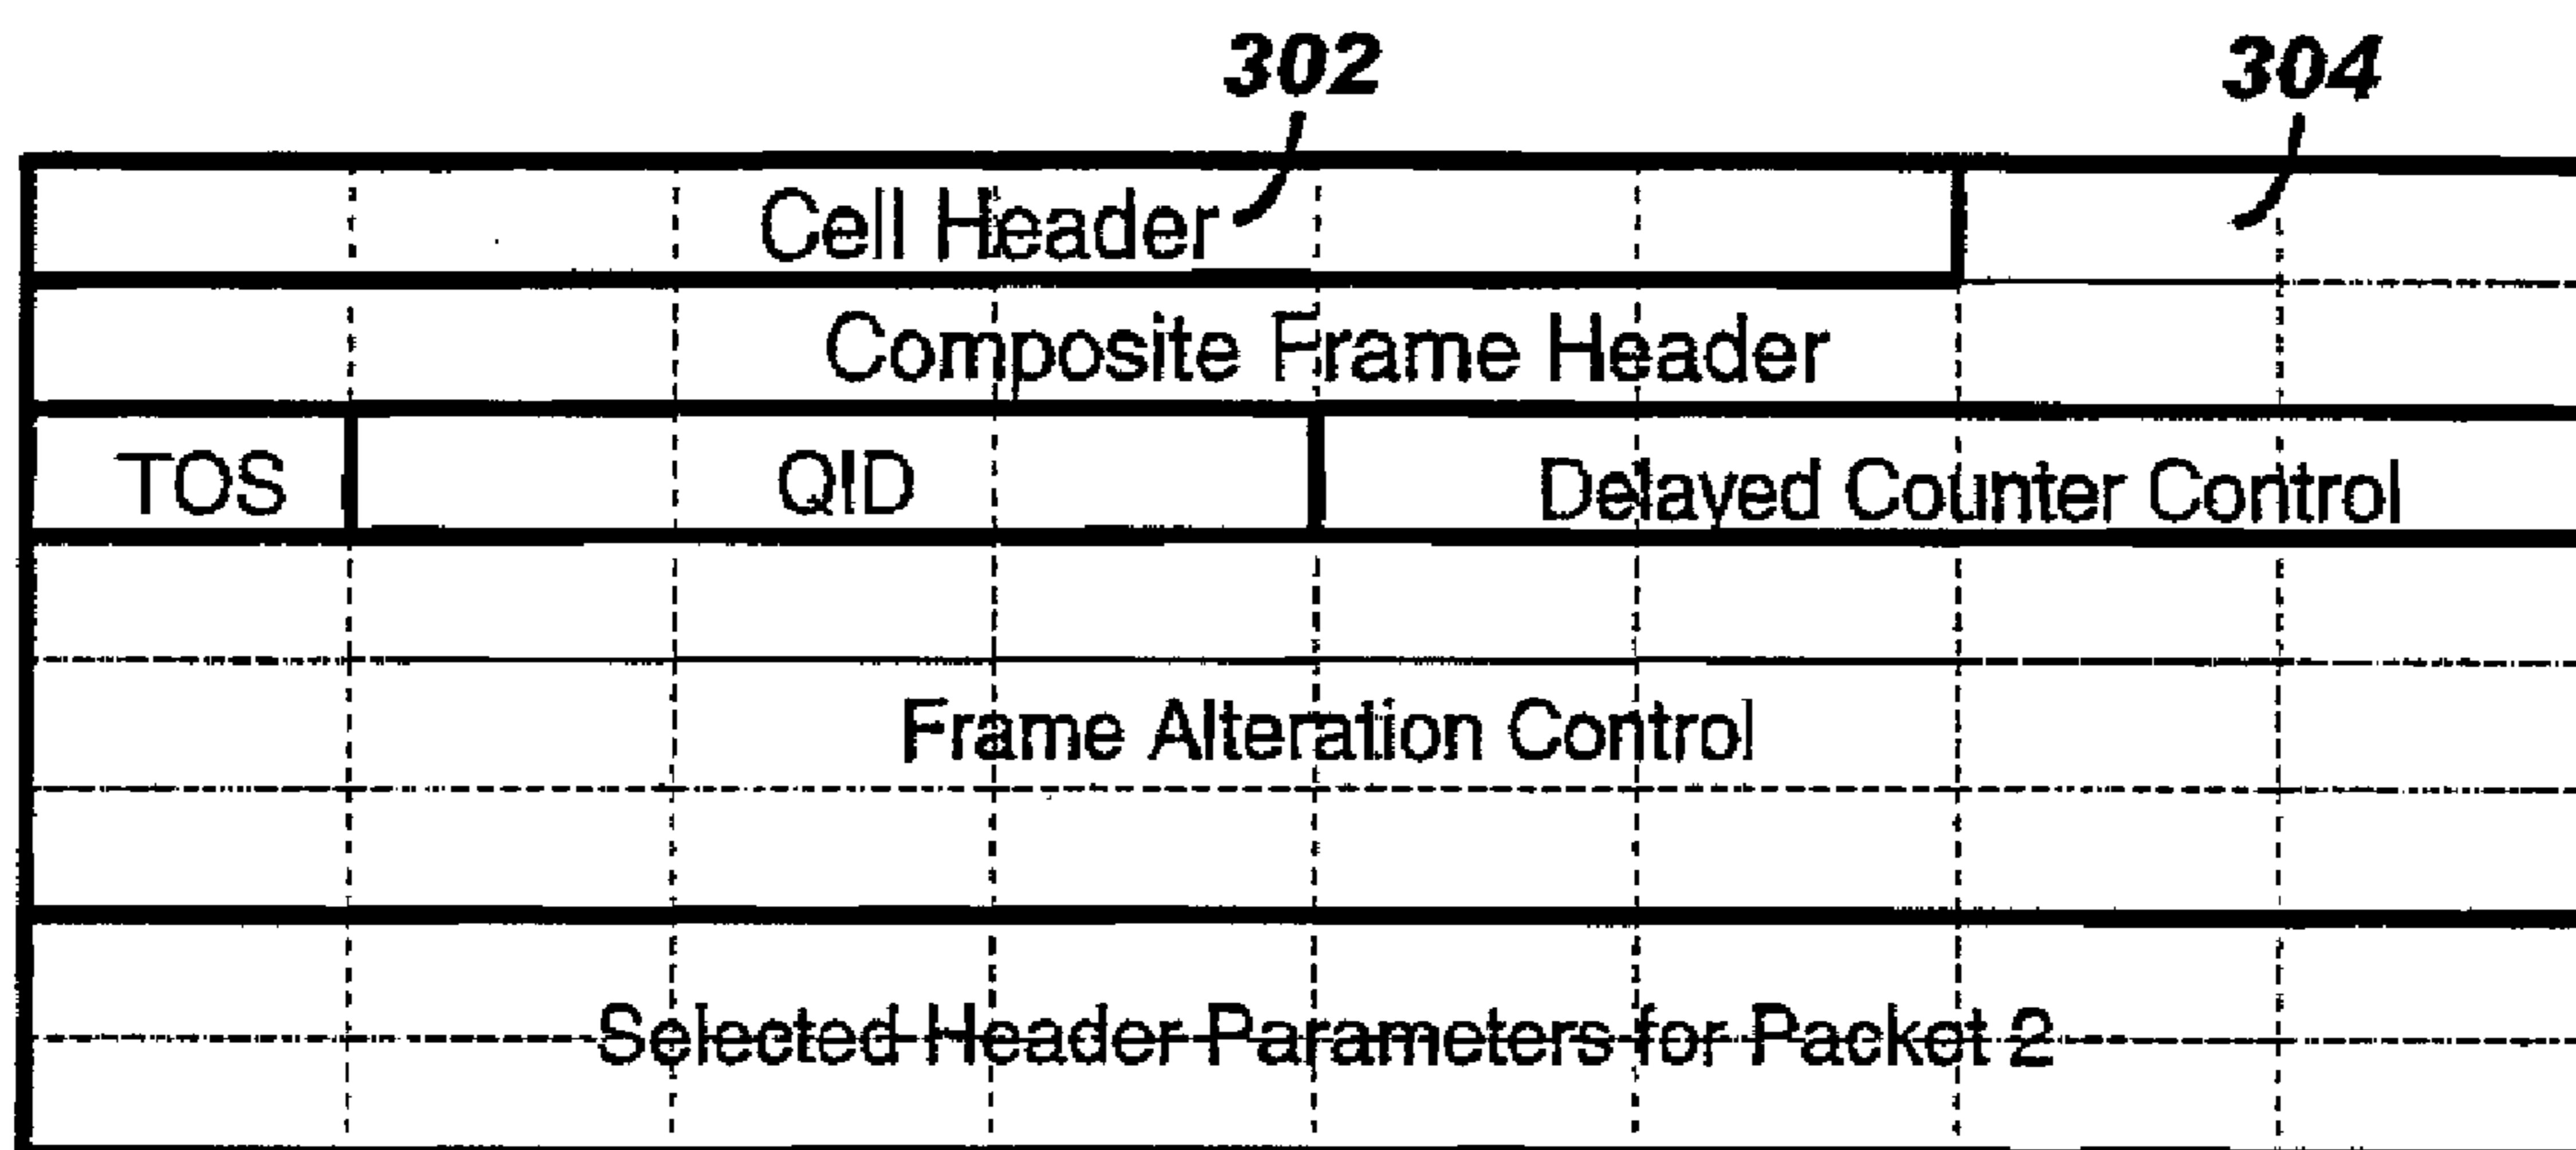 302 304
Cell Header
Composite Frame Header
TOS QID Delayed Counter Control
Frame Alteration Control
Selected Header Parameters for Packet 2